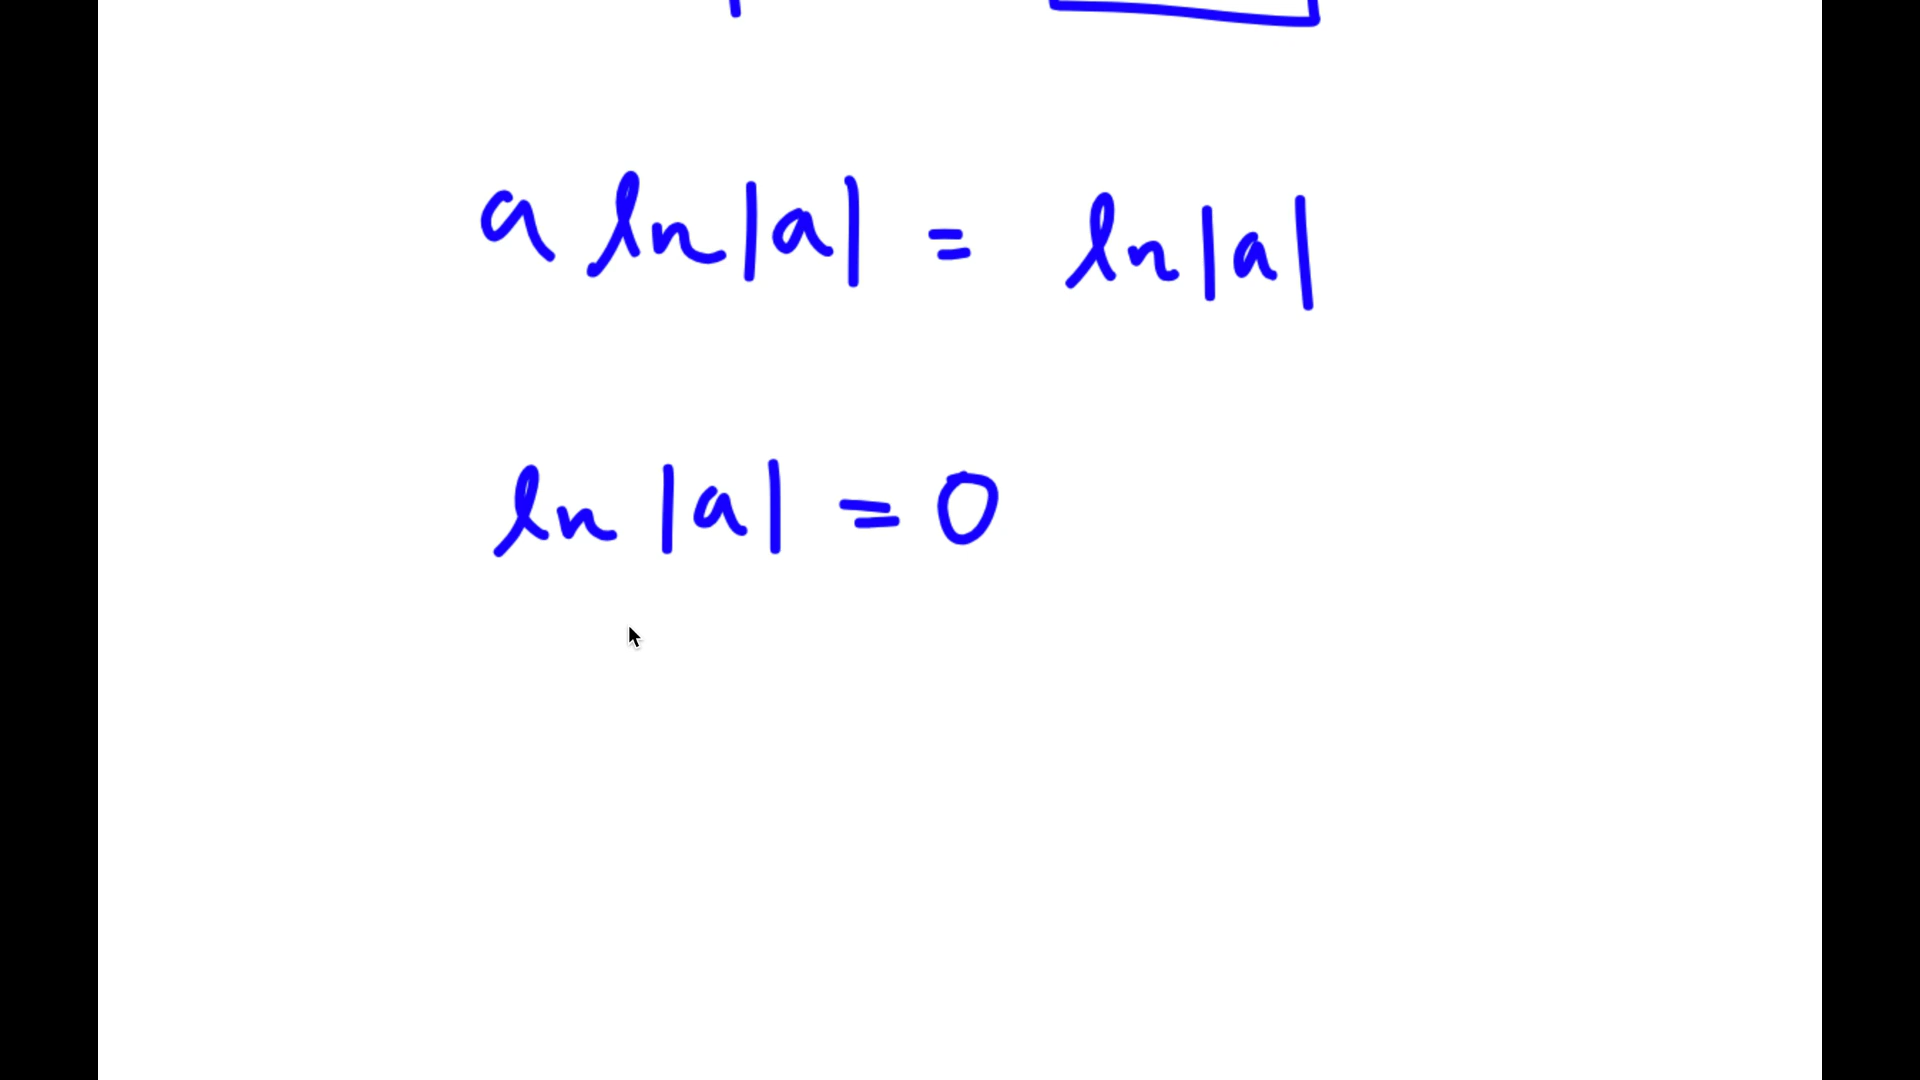 a ln|a| = ln|a|
ln |a| = 0